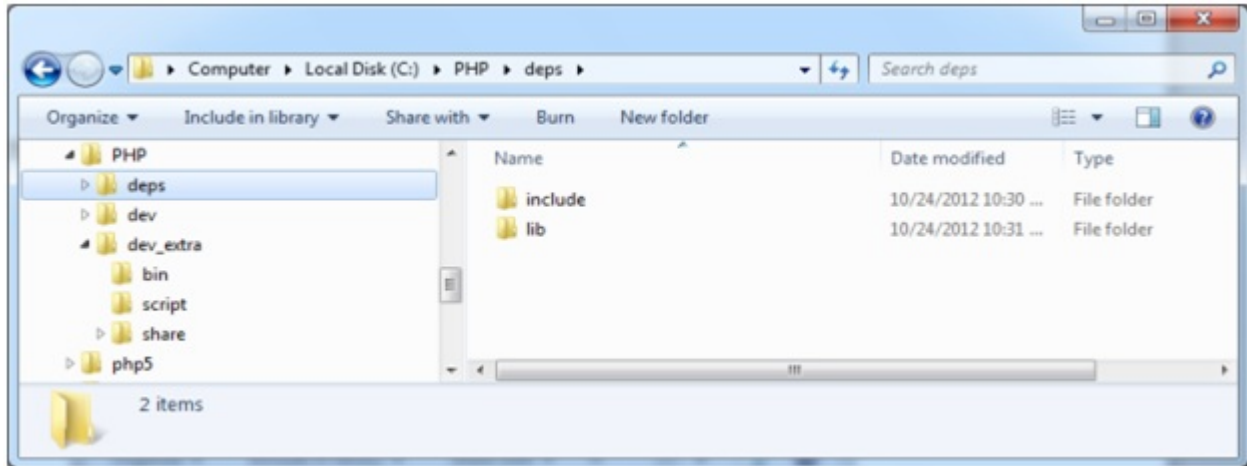 Computer Local Disk (C:) PHP deps Search deps
Organize Include in library Share with Burn New folder
PHP
deps
dev
dev_extra
bin
script
share
php5
Name Date modified Type
include 10/24/2012 10:30 ... File folder
lib 10/24/2012 10:31 ... File folder
2 items